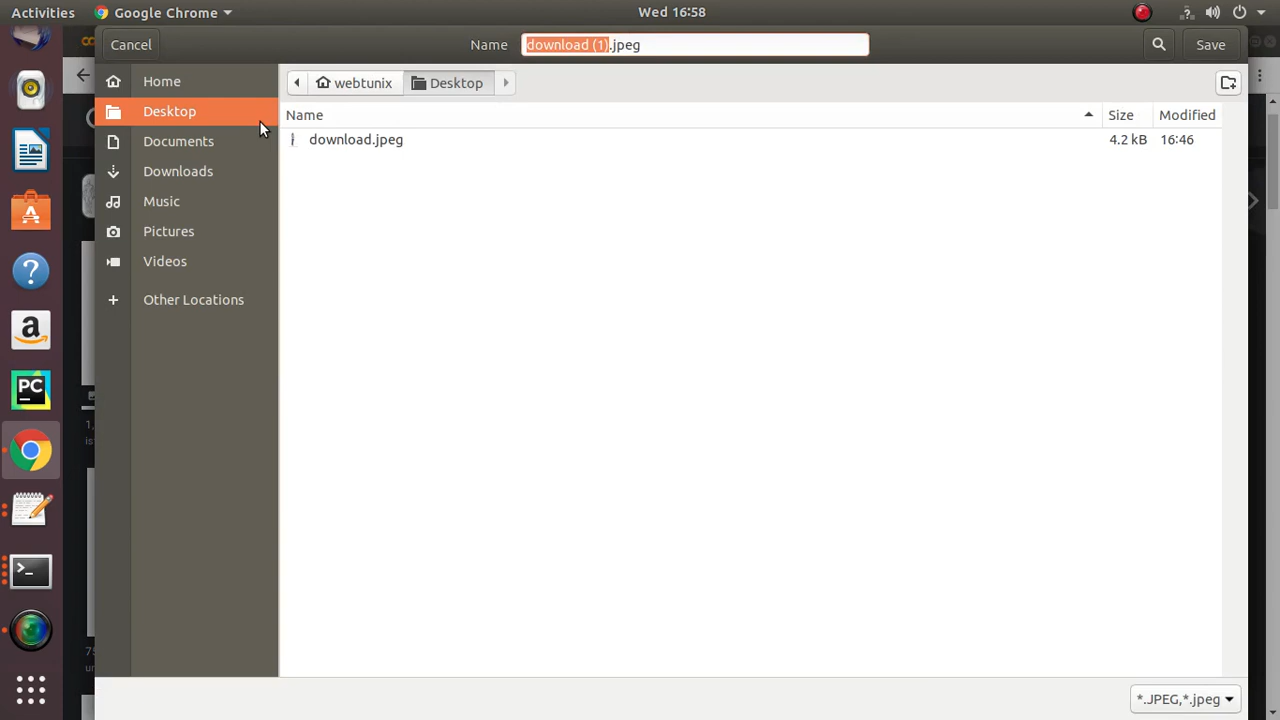 Activities Google Chrome Wed 16:58
Cancel Name download (1).jpeg Save
Home webtunix Desktop
Desktop Name Size Modified
Documents download.jpeg 4.2 kB 16:46
Downloads
Music
Pictures
Videos
Other Locations
*.JPEG,*.jpeg